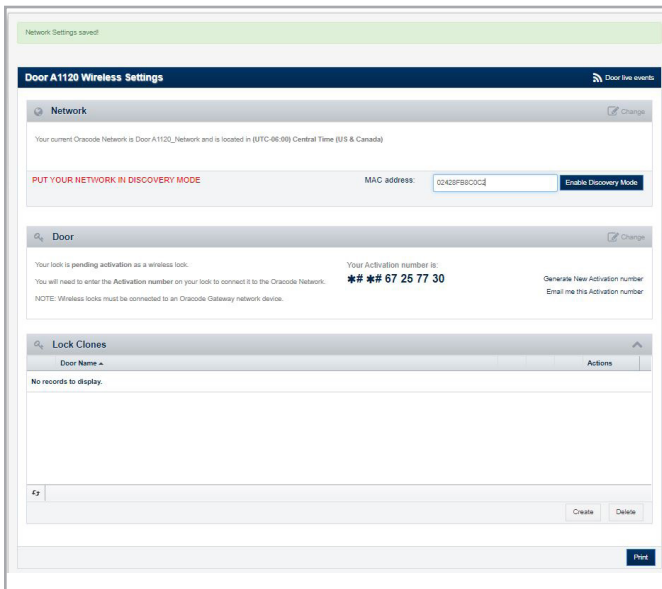 Network Settings saved!
Door A1120 Wireless Settings
Door live events
Network
Change
Your current Oracode Network is Door A1120_Network and is located in (UTC-06:00) Central Time (US & Canada)
PUT YOUR NETWORK IN DISCOVERY MODE
MAC address:
02428FB8C0C2
Enable Discovery Mode
Door
Change
Your lock is pending activation as a wireless lock.
You will need to enter the Activation number on your lock to connect it to the Oracode Network.
NOTE: Wireless locks must be connected to an Oracode Gateway network device.
Your Activation number is:
✱# ✱# 67 25 77 30
Generate New Activation number
Email me this Activation number
Lock Clones
Door Name
Actions
No records to display.
Create
Delete
Print